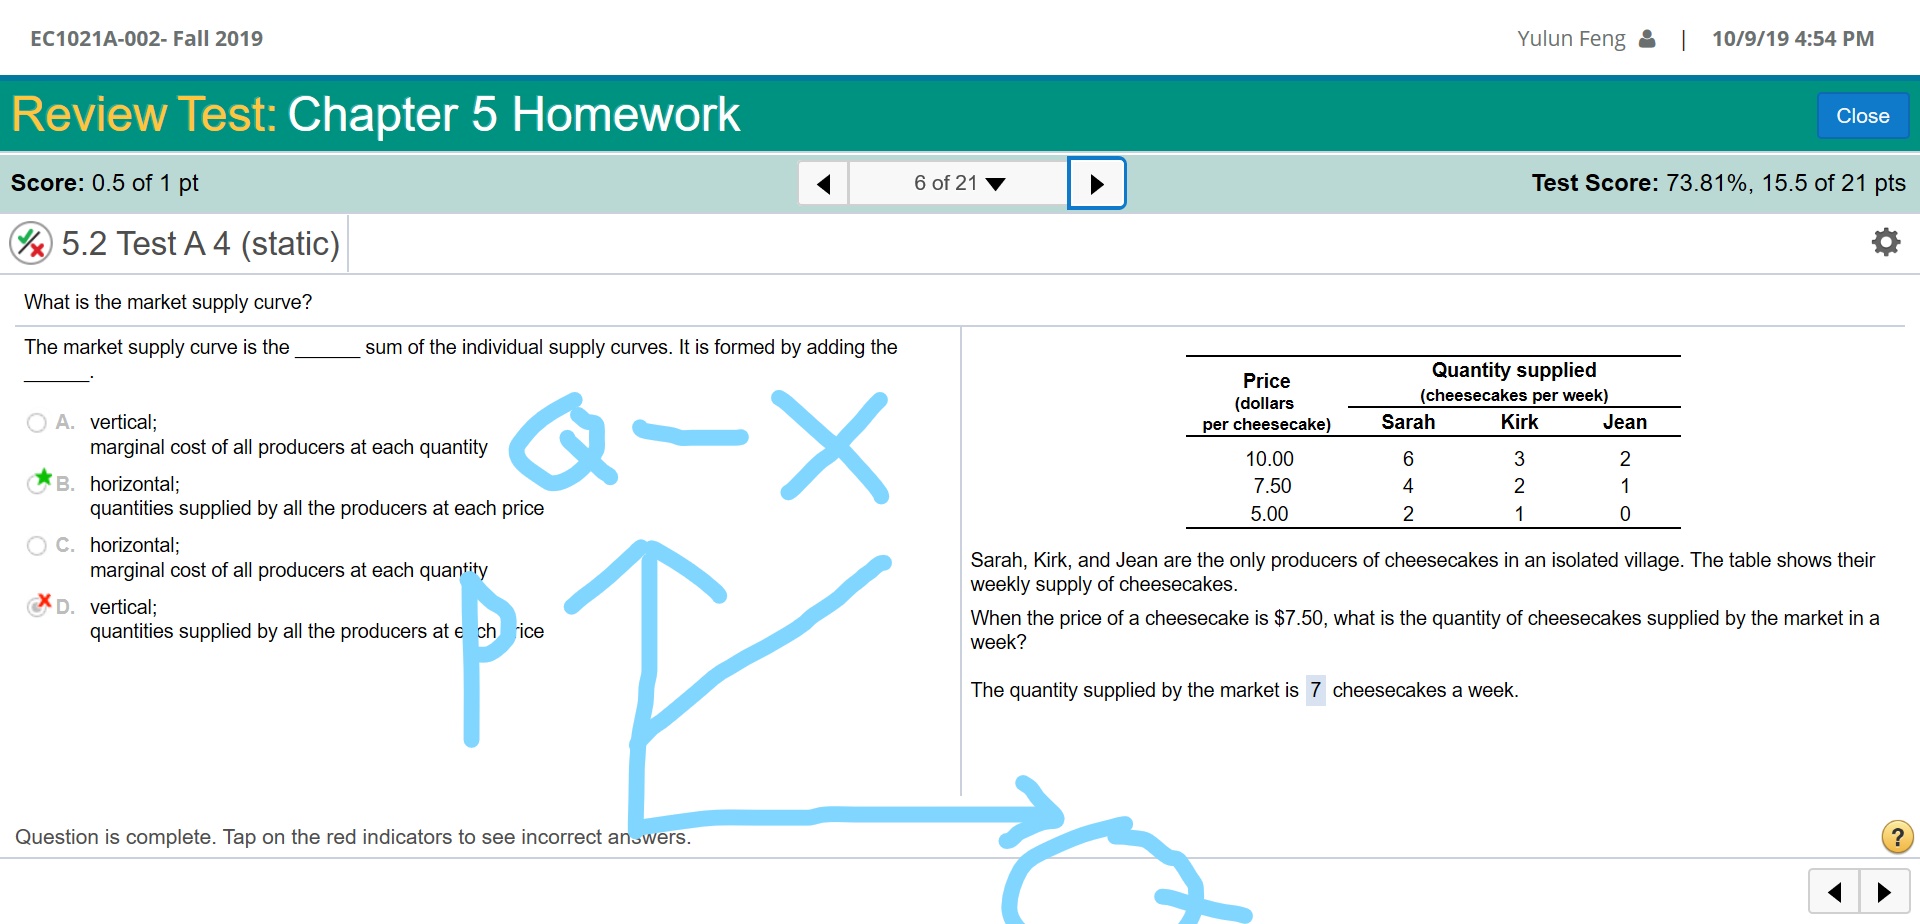 EC1021A-002- Fall 2019
Yulun Feng | 10/9/19 4:54 PM
Review Test: Chapter 5 Homework
Close
Score: 0.5 of 1 pt
6 of 21
Test Score: 73.81%, 15.5 of 21 pts
5.2 Test A 4 (static)
What is the market supply curve?
The market supply curve is the ______ sum of the individual supply curves. It is formed by adding the
______.
A. vertical;
marginal cost of all producers at each quantity
B. horizontal;
quantities supplied by all the producers at each price
C. horizontal;
marginal cost of all producers at each quantity
D. vertical;
quantities supplied by all the producers at each price
Q - X
P
Q
Price
(dollars
per cheesecake)
Quantity supplied
(cheesecakes per week)
Sarah Kirk Jean
10.00 6 3 2
7.50 4 2 1
5.00 2 1 0
Sarah, Kirk, and Jean are the only producers of cheesecakes in an isolated village. The table shows their
weekly supply of cheesecakes.
When the price of a cheesecake is $7.50, what is the quantity of cheesecakes supplied by the market in a
week?
The quantity supplied by the market is 7 cheesecakes a week.
Question is complete. Tap on the red indicators to see incorrect answers.
?